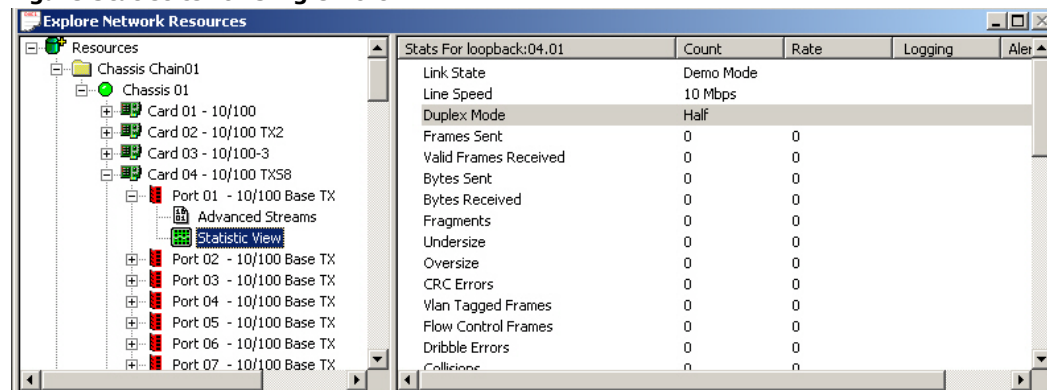 Explore Network Resources
Resources
Chassis Chain01
Chassis 01
Card 01 - 10/100
Card 02 - 10/100 TX2
Card 03 - 10/100-3
Card 04 - 10/100 TXS8
Port 01 - 10/100 Base TX
Advanced Streams
Statistic View
Port 02 - 10/100 Base TX
Port 03 - 10/100 Base TX
Port 04 - 10/100 Base TX
Port 05 - 10/100 Base TX
Port 06 - 10/100 Base TX
Port 07 - 10/100 Base TX
Stats For loopback:04.01 Count Rate Logging Aler
Link State Demo Mode
Line Speed 10 Mbps
Duplex Mode Half
Frames Sent 0 0
Valid Frames Received 0 0
Bytes Sent 0 0
Bytes Received 0 0
Fragments 0 0
Undersize 0 0
Oversize 0 0
CRC Errors 0 0
Vlan Tagged Frames 0 0
Flow Control Frames 0 0
Dribble Errors 0 0
Collisions 0 0